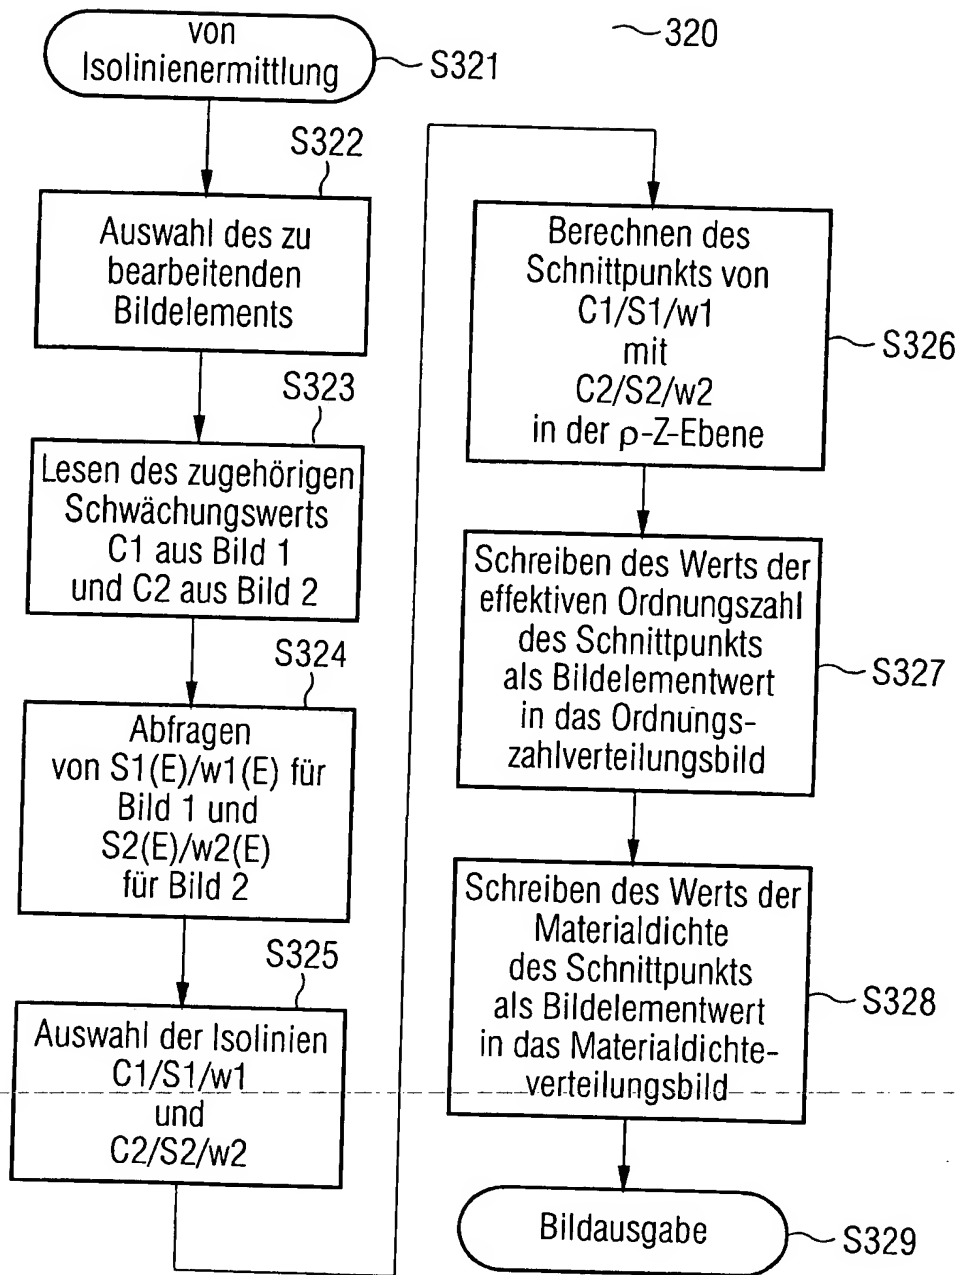 von
Isolinienermittlung
S321
S322
Auswahl des zu
bearbeitenden
Bildelements
S323
Lesen des zugehörigen
Schwächungswerts
C1 aus Bild 1
und C2 aus Bild 2
S324
Abfragen
von S1(E)/w1(E) für
Bild 1 und
S2(E)/w2(E)
für Bild 2
S325
Auswahl der Isolinien
C1/S1/w1
und
C2/S2/w2
320
Berechnen des
Schnittpunkts von
C1/S1/w1
mit
C2/S2/w2
in der ρ-Z-Ebene
S326
Schreiben des Werts der
effektiven Ordnungszahl
des Schnittpunkts
als Bildelementwert
in das Ordnungs-
zahlverteilungsbild
S327
Schreiben des Werts der
Materialdichte
des Schnittpunkts
als Bildelementwert
in das Materialdichte-
verteilungsbild
S328
Bildausgabe
S329